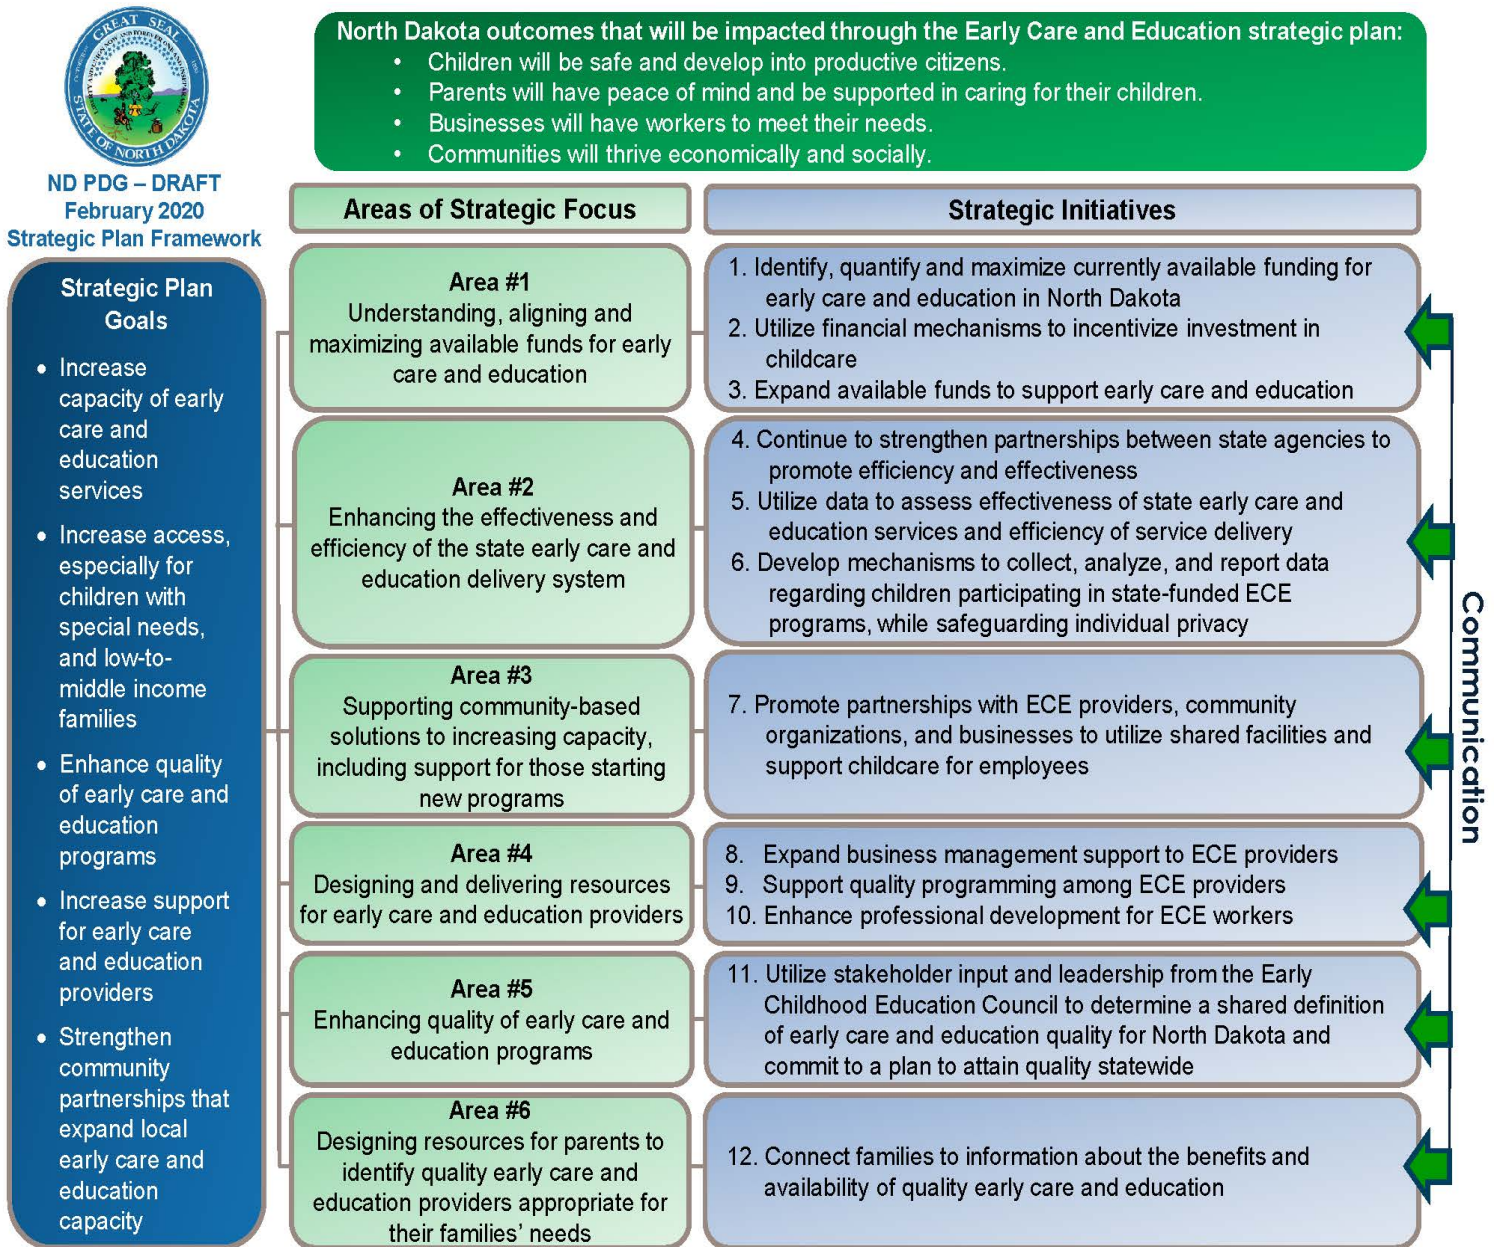 GREAT SEAL
STATE OF NORTH DAKOTA
ND PDG – DRAFT
February 2020
Strategic Plan Framework
North Dakota outcomes that will be impacted through the Early Care and Education strategic plan:
• Children will be safe and develop into productive citizens.
• Parents will have peace of mind and be supported in caring for their children.
• Businesses will have workers to meet their needs.
• Communities will thrive economically and socially.
Strategic Plan
Goals
• Increase
capacity of early
care and
education
services
• Increase access,
especially for
children with
special needs,
and low-to-
middle income
families
• Enhance quality
of early care and
education
programs
• Increase support
for early care
and education
providers
• Strengthen
community
partnerships that
expand local
early care and
education
capacity
Areas of Strategic Focus
Strategic Initiatives
Area #1
Understanding, aligning and
maximizing available funds for early
care and education
1. Identify, quantify and maximize currently available funding for
early care and education in North Dakota
2. Utilize financial mechanisms to incentivize investment in
childcare
3. Expand available funds to support early care and education
Area #2
Enhancing the effectiveness and
efficiency of the state early care and
education delivery system
4. Continue to strengthen partnerships between state agencies to
promote efficiency and effectiveness
5. Utilize data to assess effectiveness of state early care and
education services and efficiency of service delivery
6. Develop mechanisms to collect, analyze, and report data
regarding children participating in state-funded ECE
programs, while safeguarding individual privacy
Area #3
Supporting community-based
solutions to increasing capacity,
including support for those starting
new programs
7. Promote partnerships with ECE providers, community
organizations, and businesses to utilize shared facilities and
support childcare for employees
Area #4
Designing and delivering resources
for early care and education providers
8. Expand business management support to ECE providers
9. Support quality programming among ECE providers
10. Enhance professional development for ECE workers
Area #5
Enhancing quality of early care and
education programs
11. Utilize stakeholder input and leadership from the Early
Childhood Education Council to determine a shared definition
of early care and education quality for North Dakota and
commit to a plan to attain quality statewide
Area #6
Designing resources for parents to
identify quality early care and
education providers appropriate for
their families' needs
12. Connect families to information about the benefits and
availability of quality early care and education
Communication